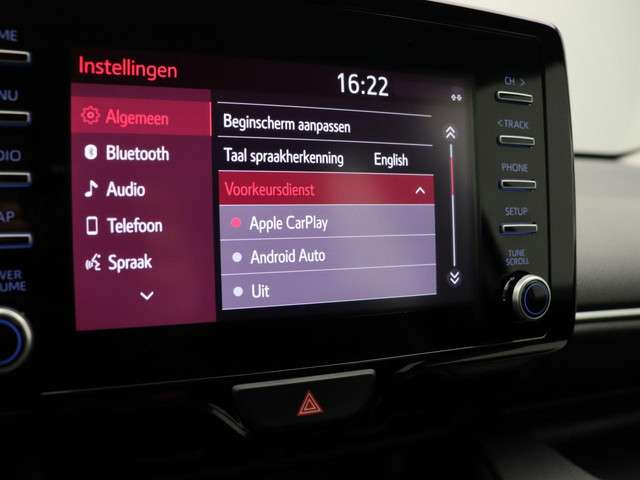 Instellingen
16:22
Algemeen
Bluetooth
Audio
Telefoon
Spraak
Beginscherm aanpassen
Taal spraakherkenning English
Voorkeursdienst
Apple CarPlay
Android Auto
Uit
CH >
< TRACK
PHONE
SETUP
TUNE
SCROLL